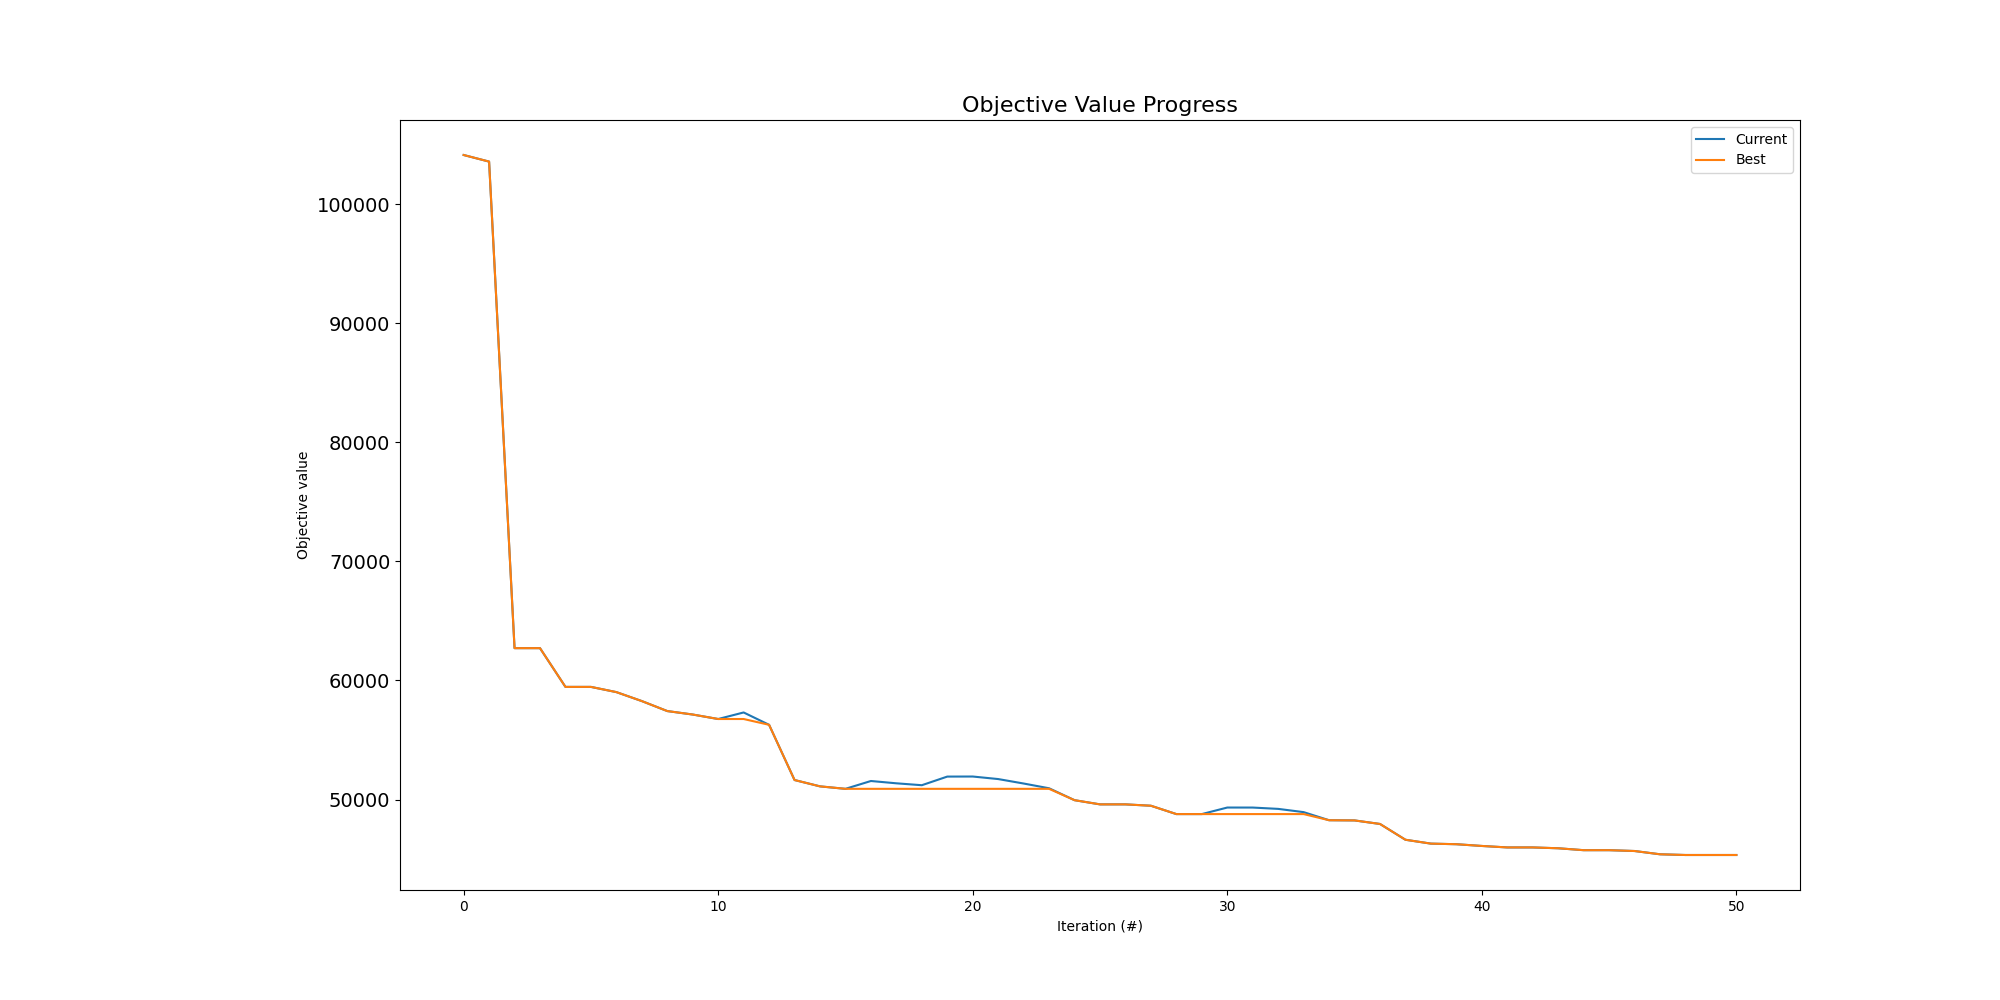 Objective Value Progress
Current
Best
100000
90000
80000
70000
60000
50000
Objective value
0 10 20 30 40 50
Iteration (#)